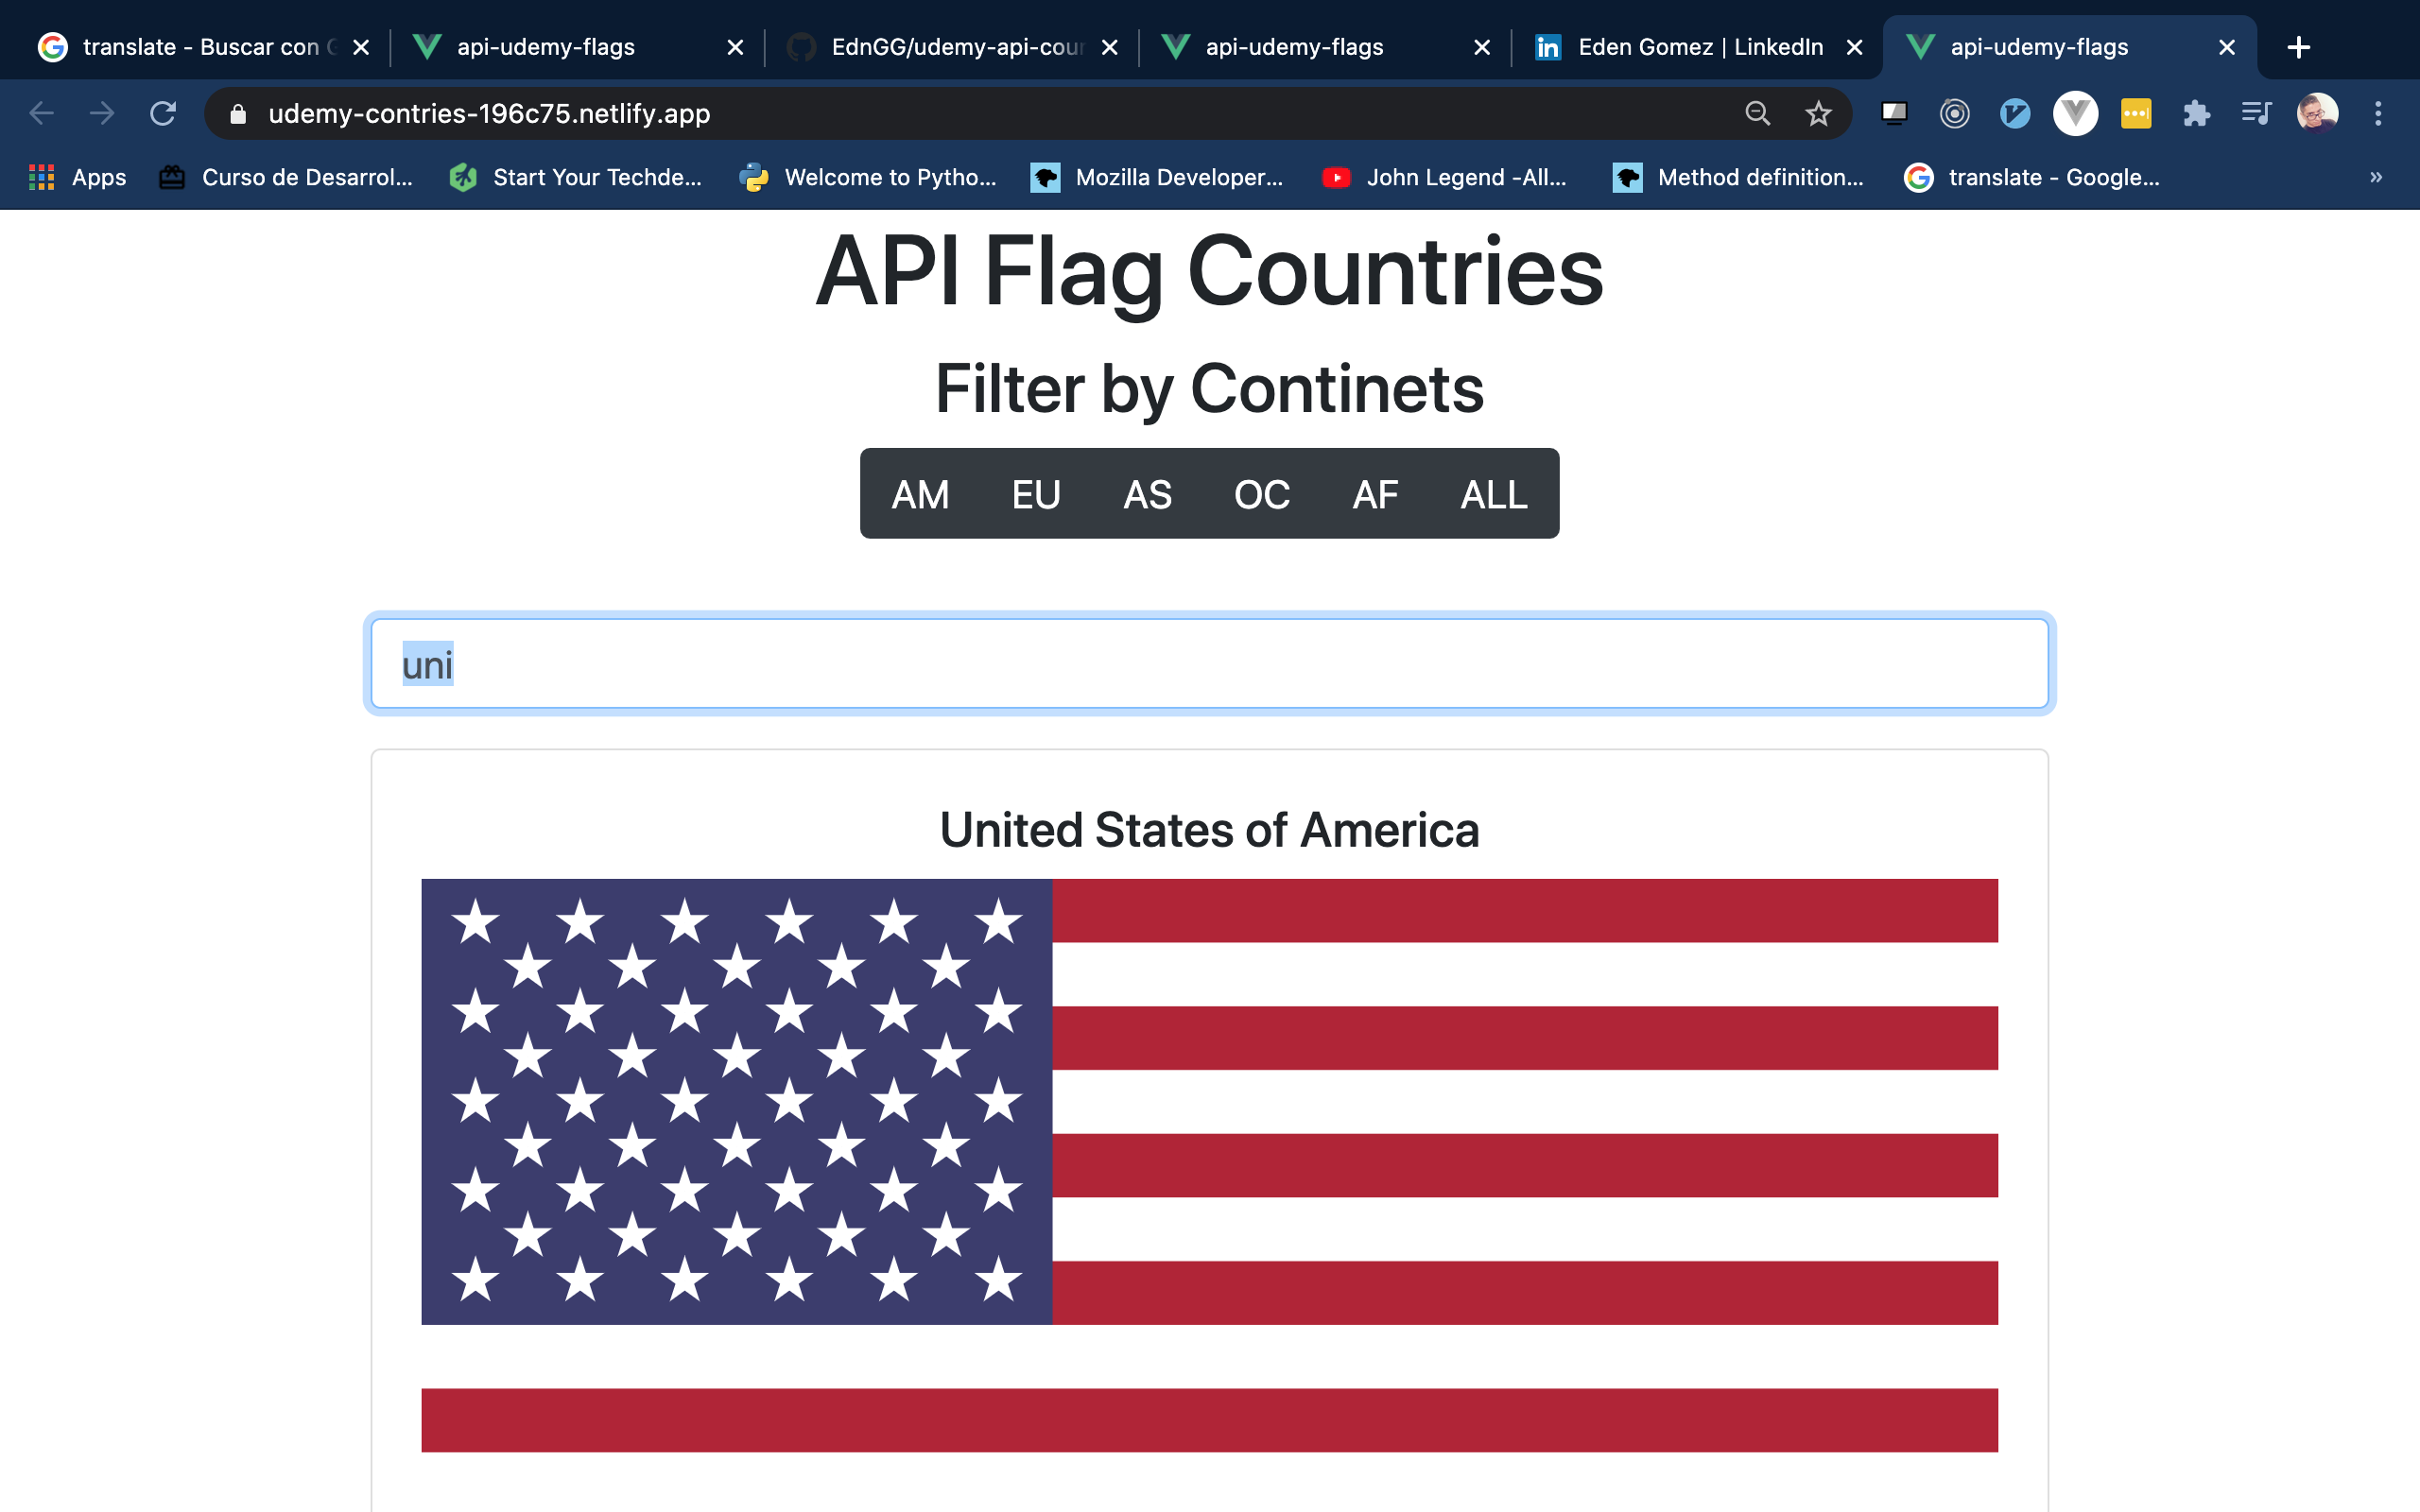 translate - Buscar con G
api-udemy-flags
EdnGG/udemy-api-cour
api-udemy-flags
Eden Gomez | LinkedIn
api-udemy-flags
udemy-contries-196c75.netlify.app
Apps
Curso de Desarrol...
Start Your Techde...
Welcome to Pytho...
Mozilla Developer...
John Legend -All...
Method definition...
translate - Google...
API Flag Countries
Filter by Continets
AM EU AS OC AF ALL
uni
United States of America